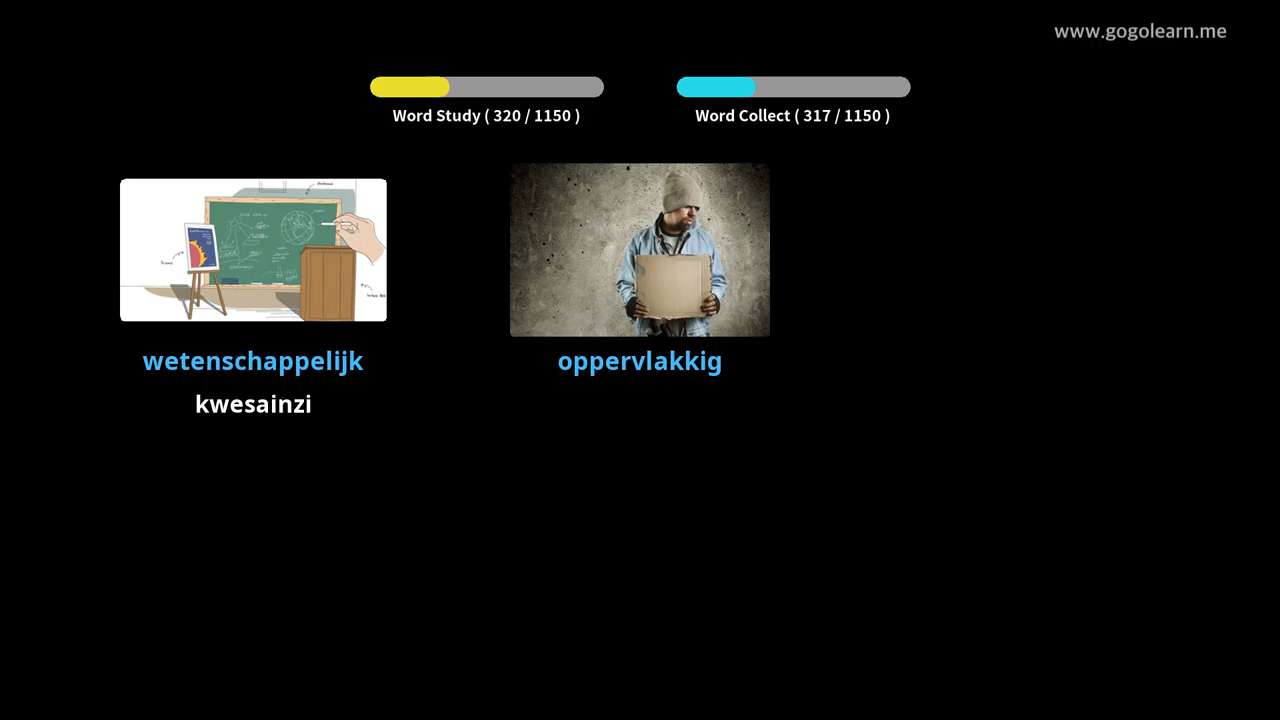 www.gogolearn.me
Word Study ( 320 / 1150 )
Word Collect ( 317 / 1150 )
wetenschappelijk
oppervlakkig
kwesainzi